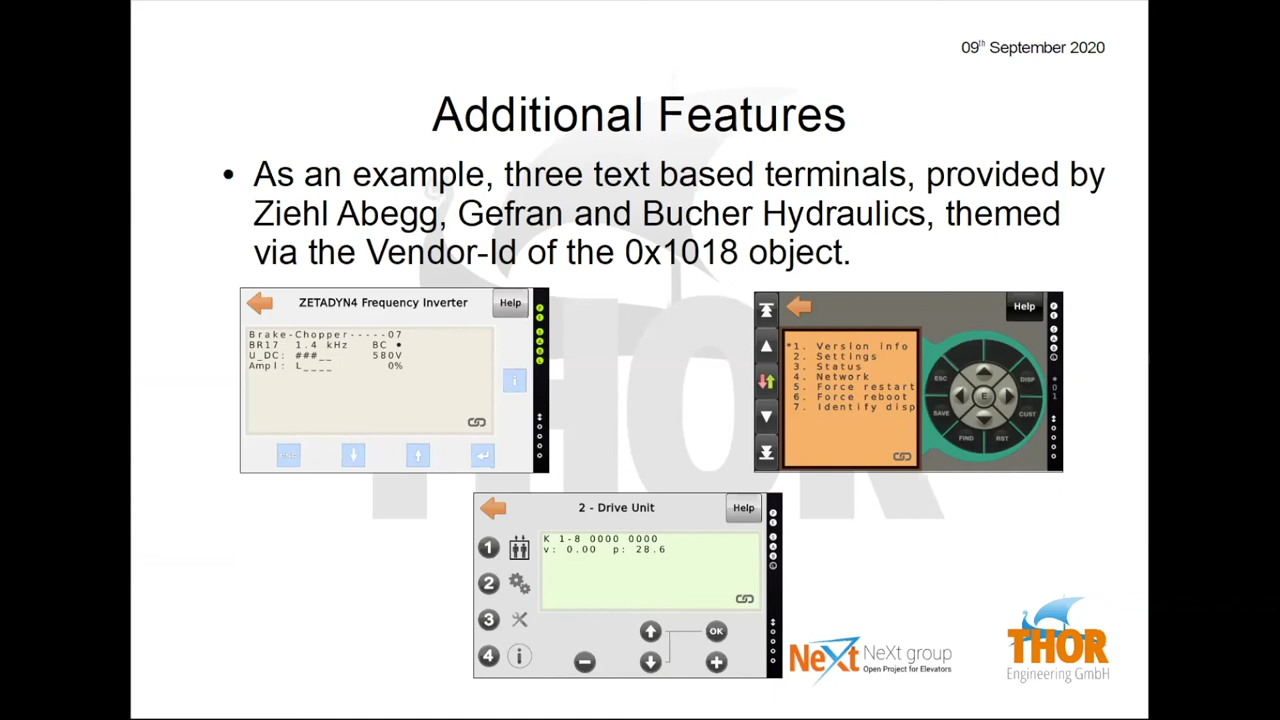 09th September 2020
Additional Features
• As an example, three text based terminals, provided by
Ziehl Abegg, Gefran and Bucher Hydraulics, themed
via the Vendor-Id of the 0x1018 object.
ZETADYN4 Frequency Inverter
Help
Brake-Chopper-----07
BR17 1.4 kHz BC •
U_DC: ###__ 580V
Ampl: L____ 0%
esc
i
Help
*1. Version info
2. Settings
3. Status
4. Network
5. Force restart
6. Force reboot
7. Identify disp
ESC
DISP
E
SAVE
CUST
FIND
RST
2 - Drive Unit
Help
K 1-8 0000 0000
v: 0.00 p: 28.6
1
2
3
4
i
OK
THOR
NeXt
NeXt group
Open Project for Elevators
THOR
Engineering GmbH